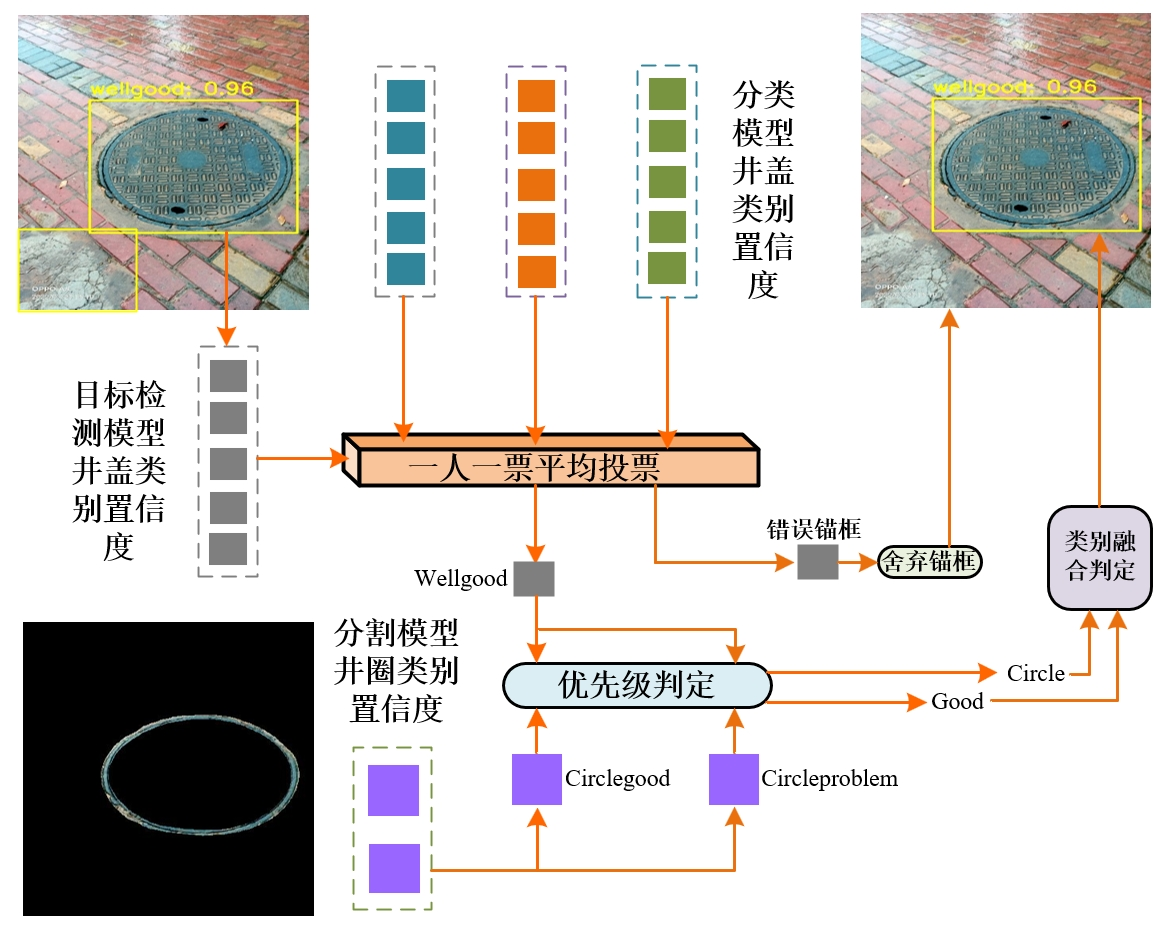 wellgood: 0.96
分类
模型
井盖
类别
置信
度
wellgood: 0.96
目标检
测模型
井盖类
别置信
度
一人一票平均投票
错误锚框
舍弃锚框
类别融
合判定
Wellgood
分割模型
井圈类别
置信度
优先级判定
Circle
Good
Circlegood
Circleproblem